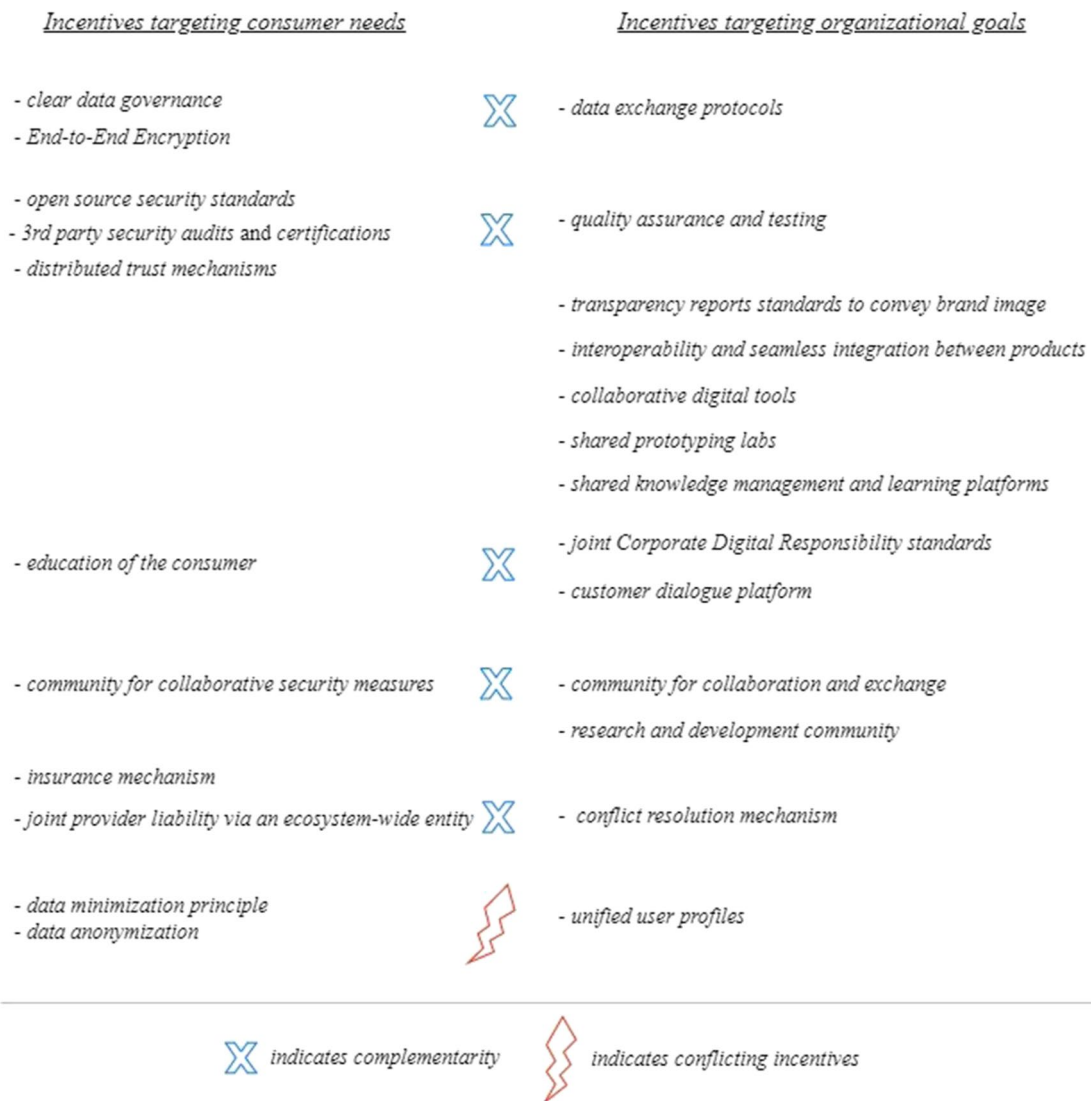 Incentives targeting consumer needs
Incentives targeting organizational goals
- clear data governance
- End-to-End Encryption
- data exchange protocols
- open source security standards
- 3rd party security audits and certifications
- distributed trust mechanisms
- quality assurance and testing
- transparency reports standards to convey brand image
- interoperability and seamless integration between products
- collaborative digital tools
- shared prototyping labs
- shared knowledge management and learning platforms
- education of the consumer
- joint Corporate Digital Responsibility standards
- customer dialogue platform
- community for collaborative security measures
- community for collaboration and exchange
- research and development community
- insurance mechanism
- joint provider liability via an ecosystem-wide entity
- conflict resolution mechanism
- data minimization principle
- data anonymization
- unified user profiles
indicates complementarity
indicates conflicting incentives